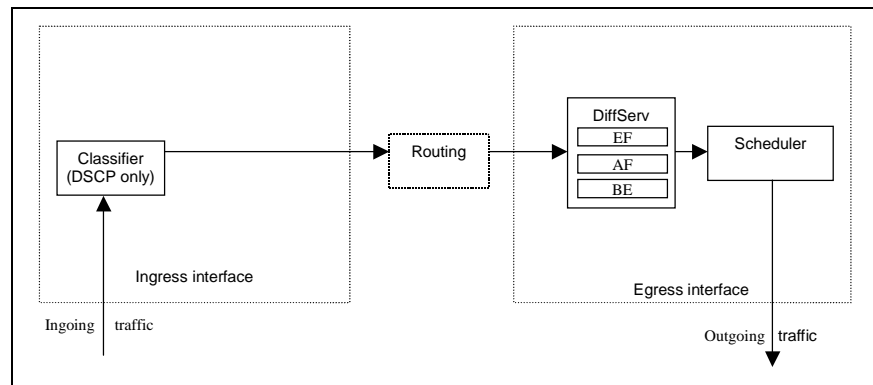 Classifier
(DSCP only)
Ingress interface
Ingoing traffic
Routing
DiffServ
EF
AF
BE
Scheduler
Egress interface
Outgoing traffic